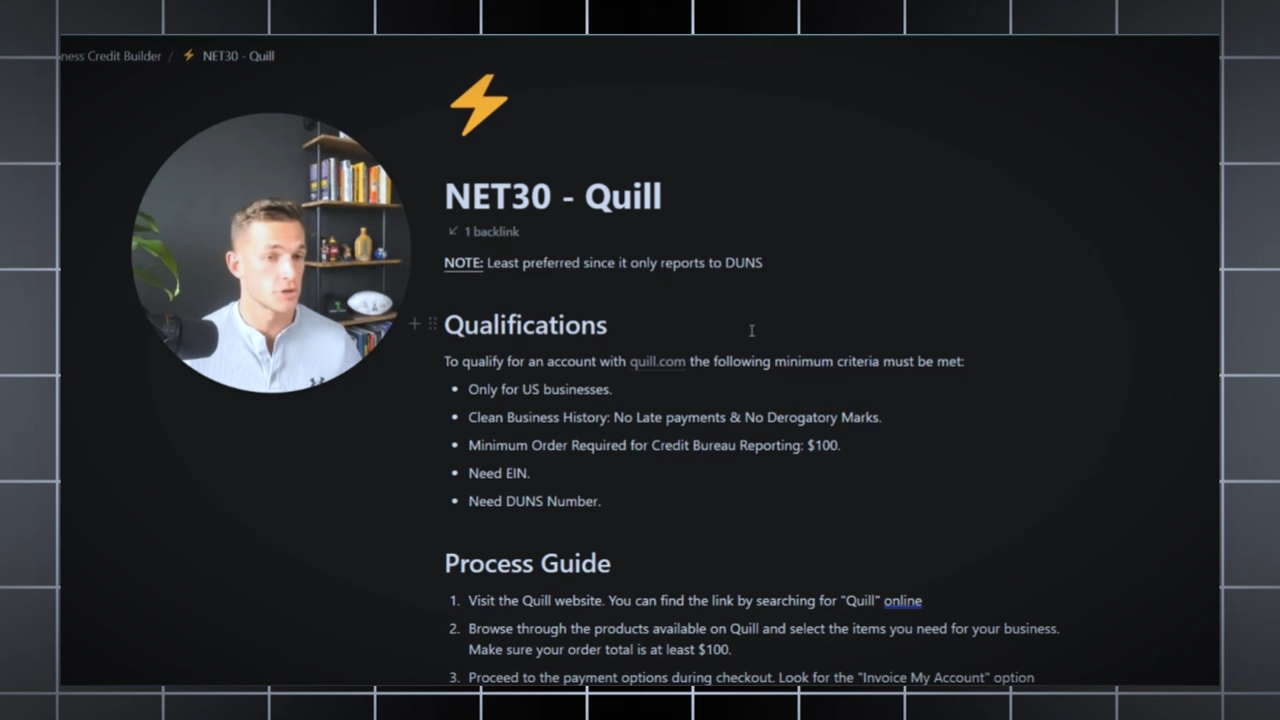 ness Credit Builder / ⚡ NET30 - Quill
NET30 - Quill
1 backlink
NOTE: Least preferred since it only reports to DUNS
Qualifications
To qualify for an account with quill.com the following minimum criteria must be met:
• Only for US businesses.
• Clean Business History: No Late payments & No Derogatory Marks.
• Minimum Order Required for Credit Bureau Reporting: $100.
• Need EIN.
• Need DUNS Number.
Process Guide
1. Visit the Quill website. You can find the link by searching for "Quill" online
2. Browse through the products available on Quill and select the items you need for your business.
Make sure your order total is at least $100.
3. Proceed to the payment options during checkout. Look for the "Invoice My Account" option